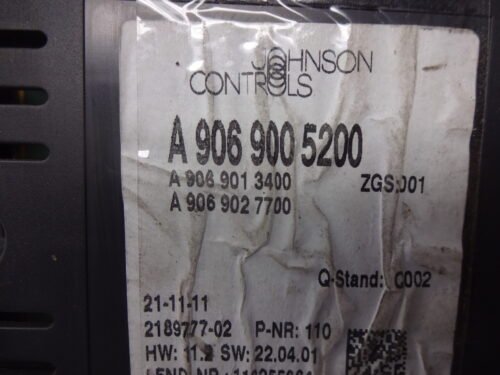 JOHNSON
CONTROLS
A 906 900 5200
A 906 901 3400 ZGS:001
A 906 902 7700
Q-Stand: C002
21-11-11
2189777-02 P-NR: 110
HW: 11.2 SW: 22.04.01